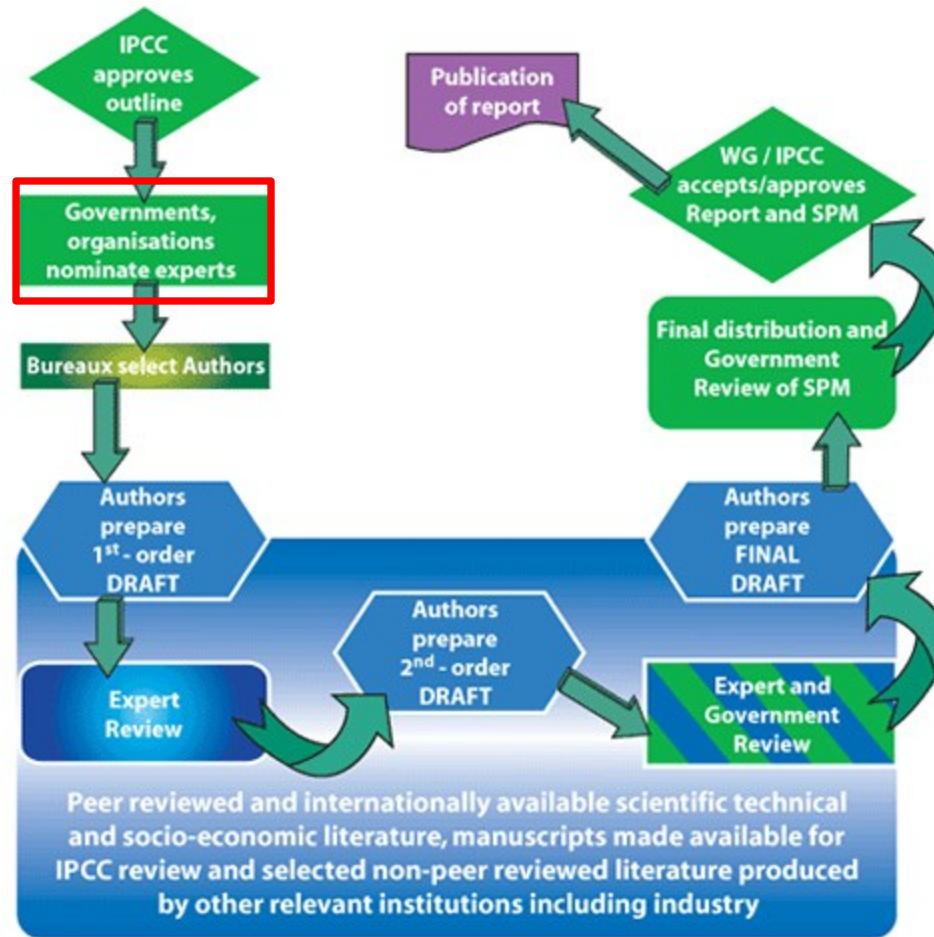 IPCC
approves
outline
Governments,
organisations
nominate experts
Bureaux select Authors
Authors
prepare
1st - order
DRAFT
Expert
Review
Authors
prepare
2nd - order
DRAFT
Expert and
Government
Review
Authors
prepare
FINAL
DRAFT
Final distribution and
Government
Review of SPM
WG / IPCC
accepts/approves
Report and SPM
Publication
of report
Peer reviewed and internationally available scientific technical
and socio-economic literature, manuscripts made available for
IPCC review and selected non-peer reviewed literature produced
by other relevant institutions including industry